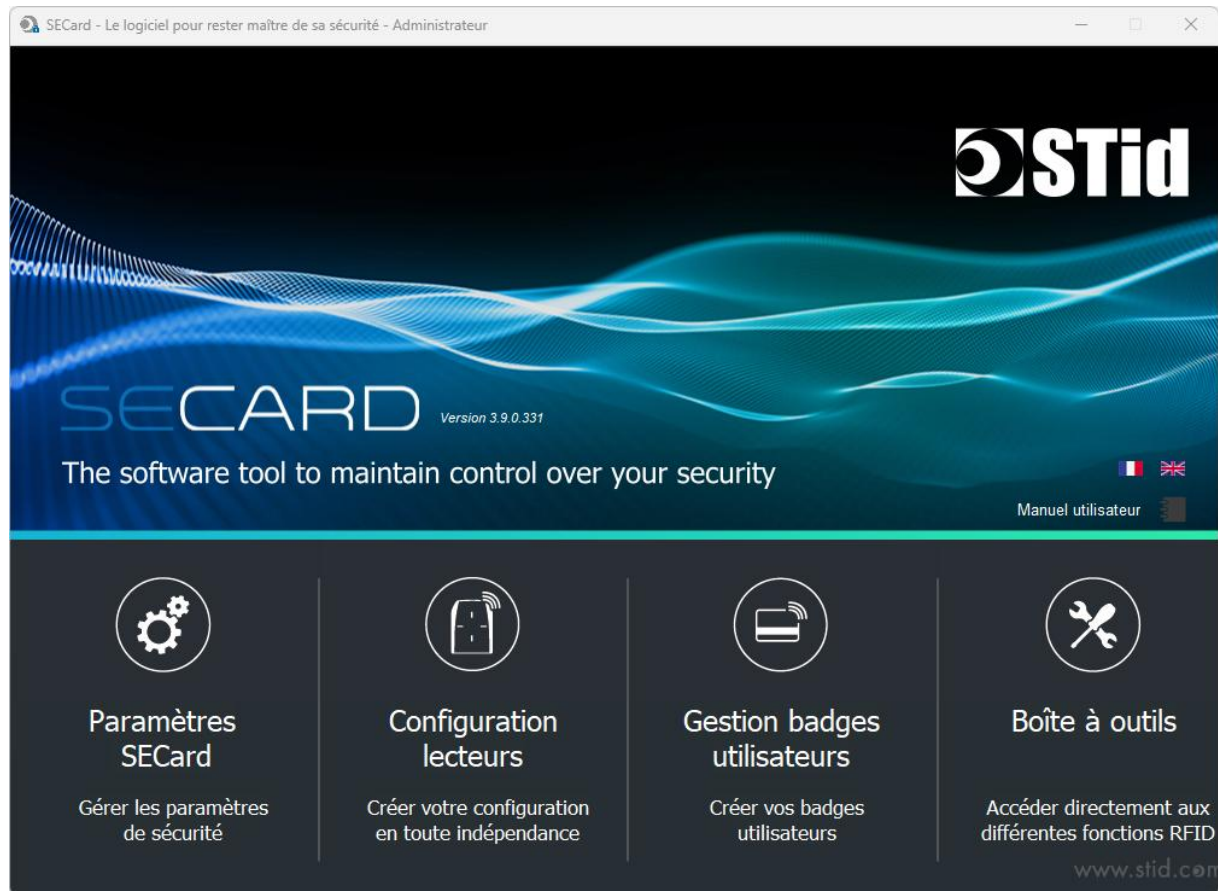 SECard - Le logiciel pour rester maître de sa sécurité - Administrateur
STid
SECARD Version 3.9.0.331
The software tool to maintain control over your security
Manuel utilisateur
Paramètres
SECard
Gérer les paramètres
de sécurité
Configuration
lecteurs
Créer votre configuration
en toute indépendance
Gestion badges
utilisateurs
Créer vos badges
utilisateurs
Boîte à outils
Accéder directement aux
différentes fonctions RFID
www.stid.com